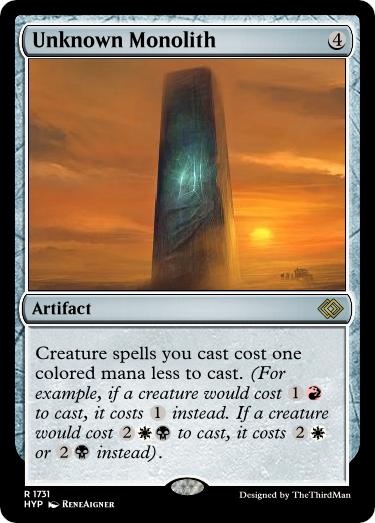 Unknown Monolith 4
Artifact
Creature spells you cast cost one
colored mana less to cast. (For
example, if a creature would cost 1
to cast, it costs 1 instead. If a creature
would cost 2 to cast, it costs 2
or 2 instead).
R 1731
HYP ReneAigner Designed by TheThirdMan